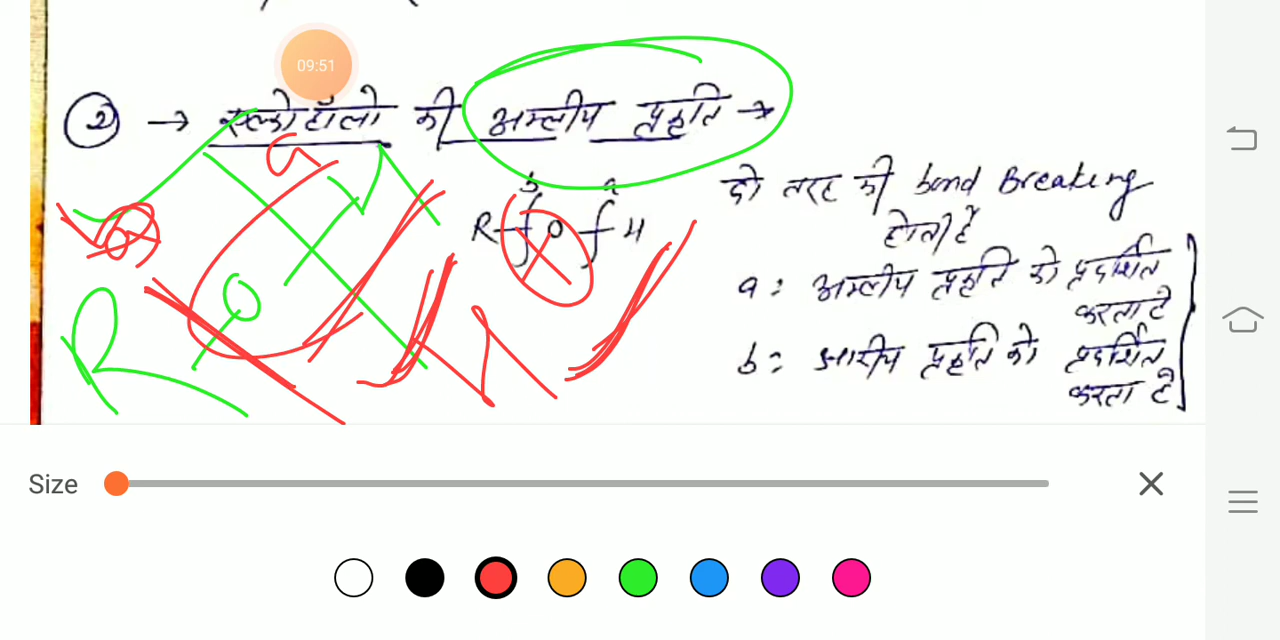 09:51
② → एल्कोहॉलो की अम्लीय प्रकृति →
b a
R-O-H
दो तरह की bond Breaking
होती है
a : अम्लीय प्रकृति को प्रदर्शित
करता है
b : क्षारीय प्रकृति को प्रदर्शित
करता है
R
O
Size